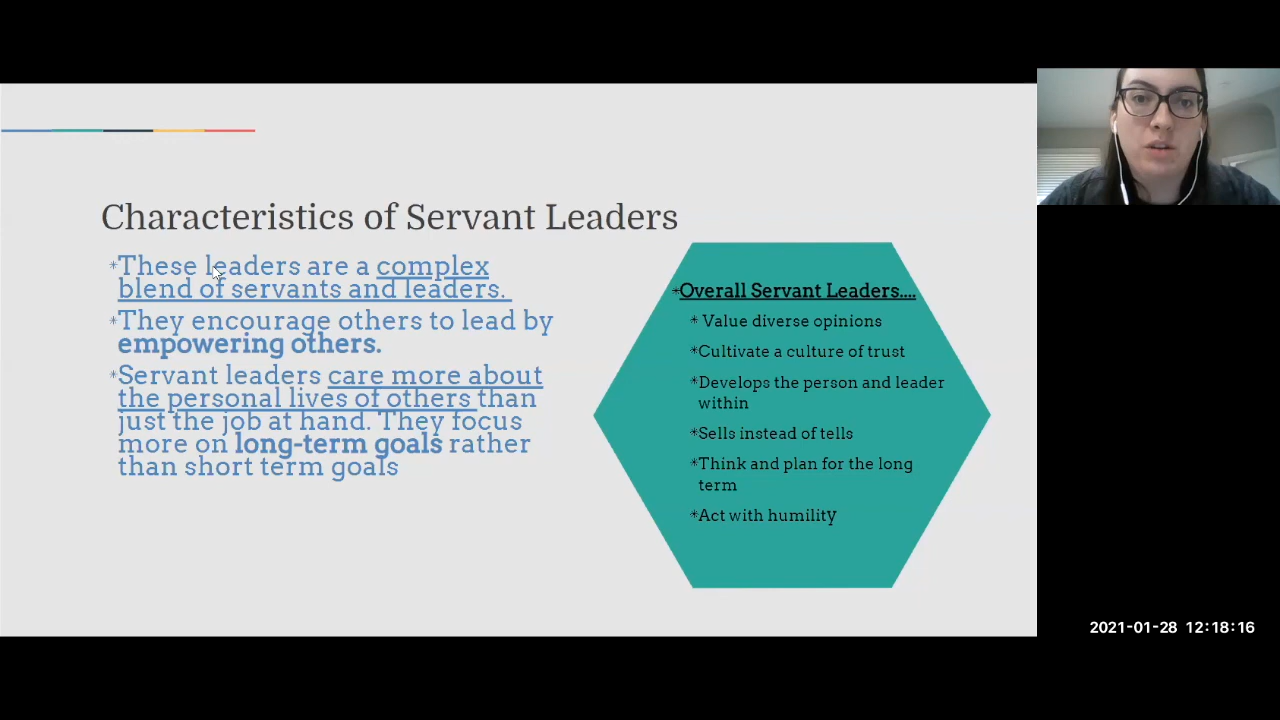 Characteristics of Servant Leaders
*These leaders are a complex
blend of servants and leaders.
*They encourage others to lead by
empowering others.
*Servant leaders care more about
the personal lives of others than
just the job at hand. They focus
more on long-term goals rather
than short term goals
*Overall Servant Leaders....
* Value diverse opinions
*Cultivate a culture of trust
*Develops the person and leader
within
*Sells instead of tells
*Think and plan for the long
term
*Act with humility
2021-01-28 12:18:16